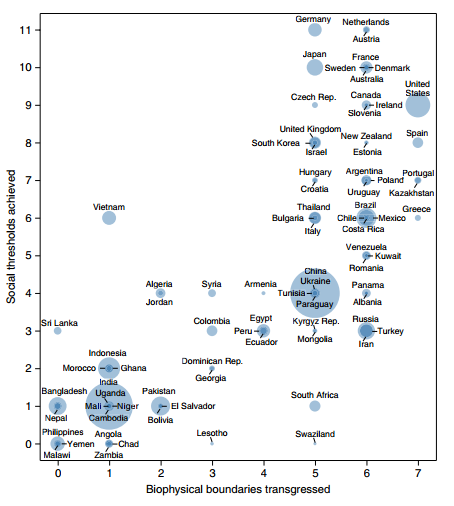 Germany
Netherlands
11
Austria
Japan
France
10
Sweden
Denmark
Australia
United
States
Czech Rep.
Canada
9
Ireland
Slovenia
United Kingdom
New Zealand
Spain
8
South Korea
Israel
Estonia
Hungary
Argentina
Portugal
7
Poland
Croatia
Uruguay
Kazakhstan
Vietnam
Thailand
Brazil
Greece
6
Bulgaria
Chile
Mexico
Italy
Costa Rica
Venezuela
5
Kuwait
Romania
China
Algeria
Syria
Armenia
Ukraine
Panama
4
Tunisia
Jordan
Paraguay
Albania
Sri Lanka
Colombia
Egypt
Kyrgyz Rep.
Russia
3
Peru
Turkey
Ecuador
Mongolia
Iran
Indonesia
Dominican Rep.
2
Morocco
Ghana
Georgia
India
Bangladesh
Uganda
Pakistan
South Africa
1
Mali
Niger
El Salvador
Nepal
Cambodia
Bolivia
Philippines
Angola
Lesotho
Swaziland
0
Yemen
Chad
Malawi
Zambia
0 1 2 3 4 5 6 7
Biophysical boundaries transgressed
Social thresholds achieved